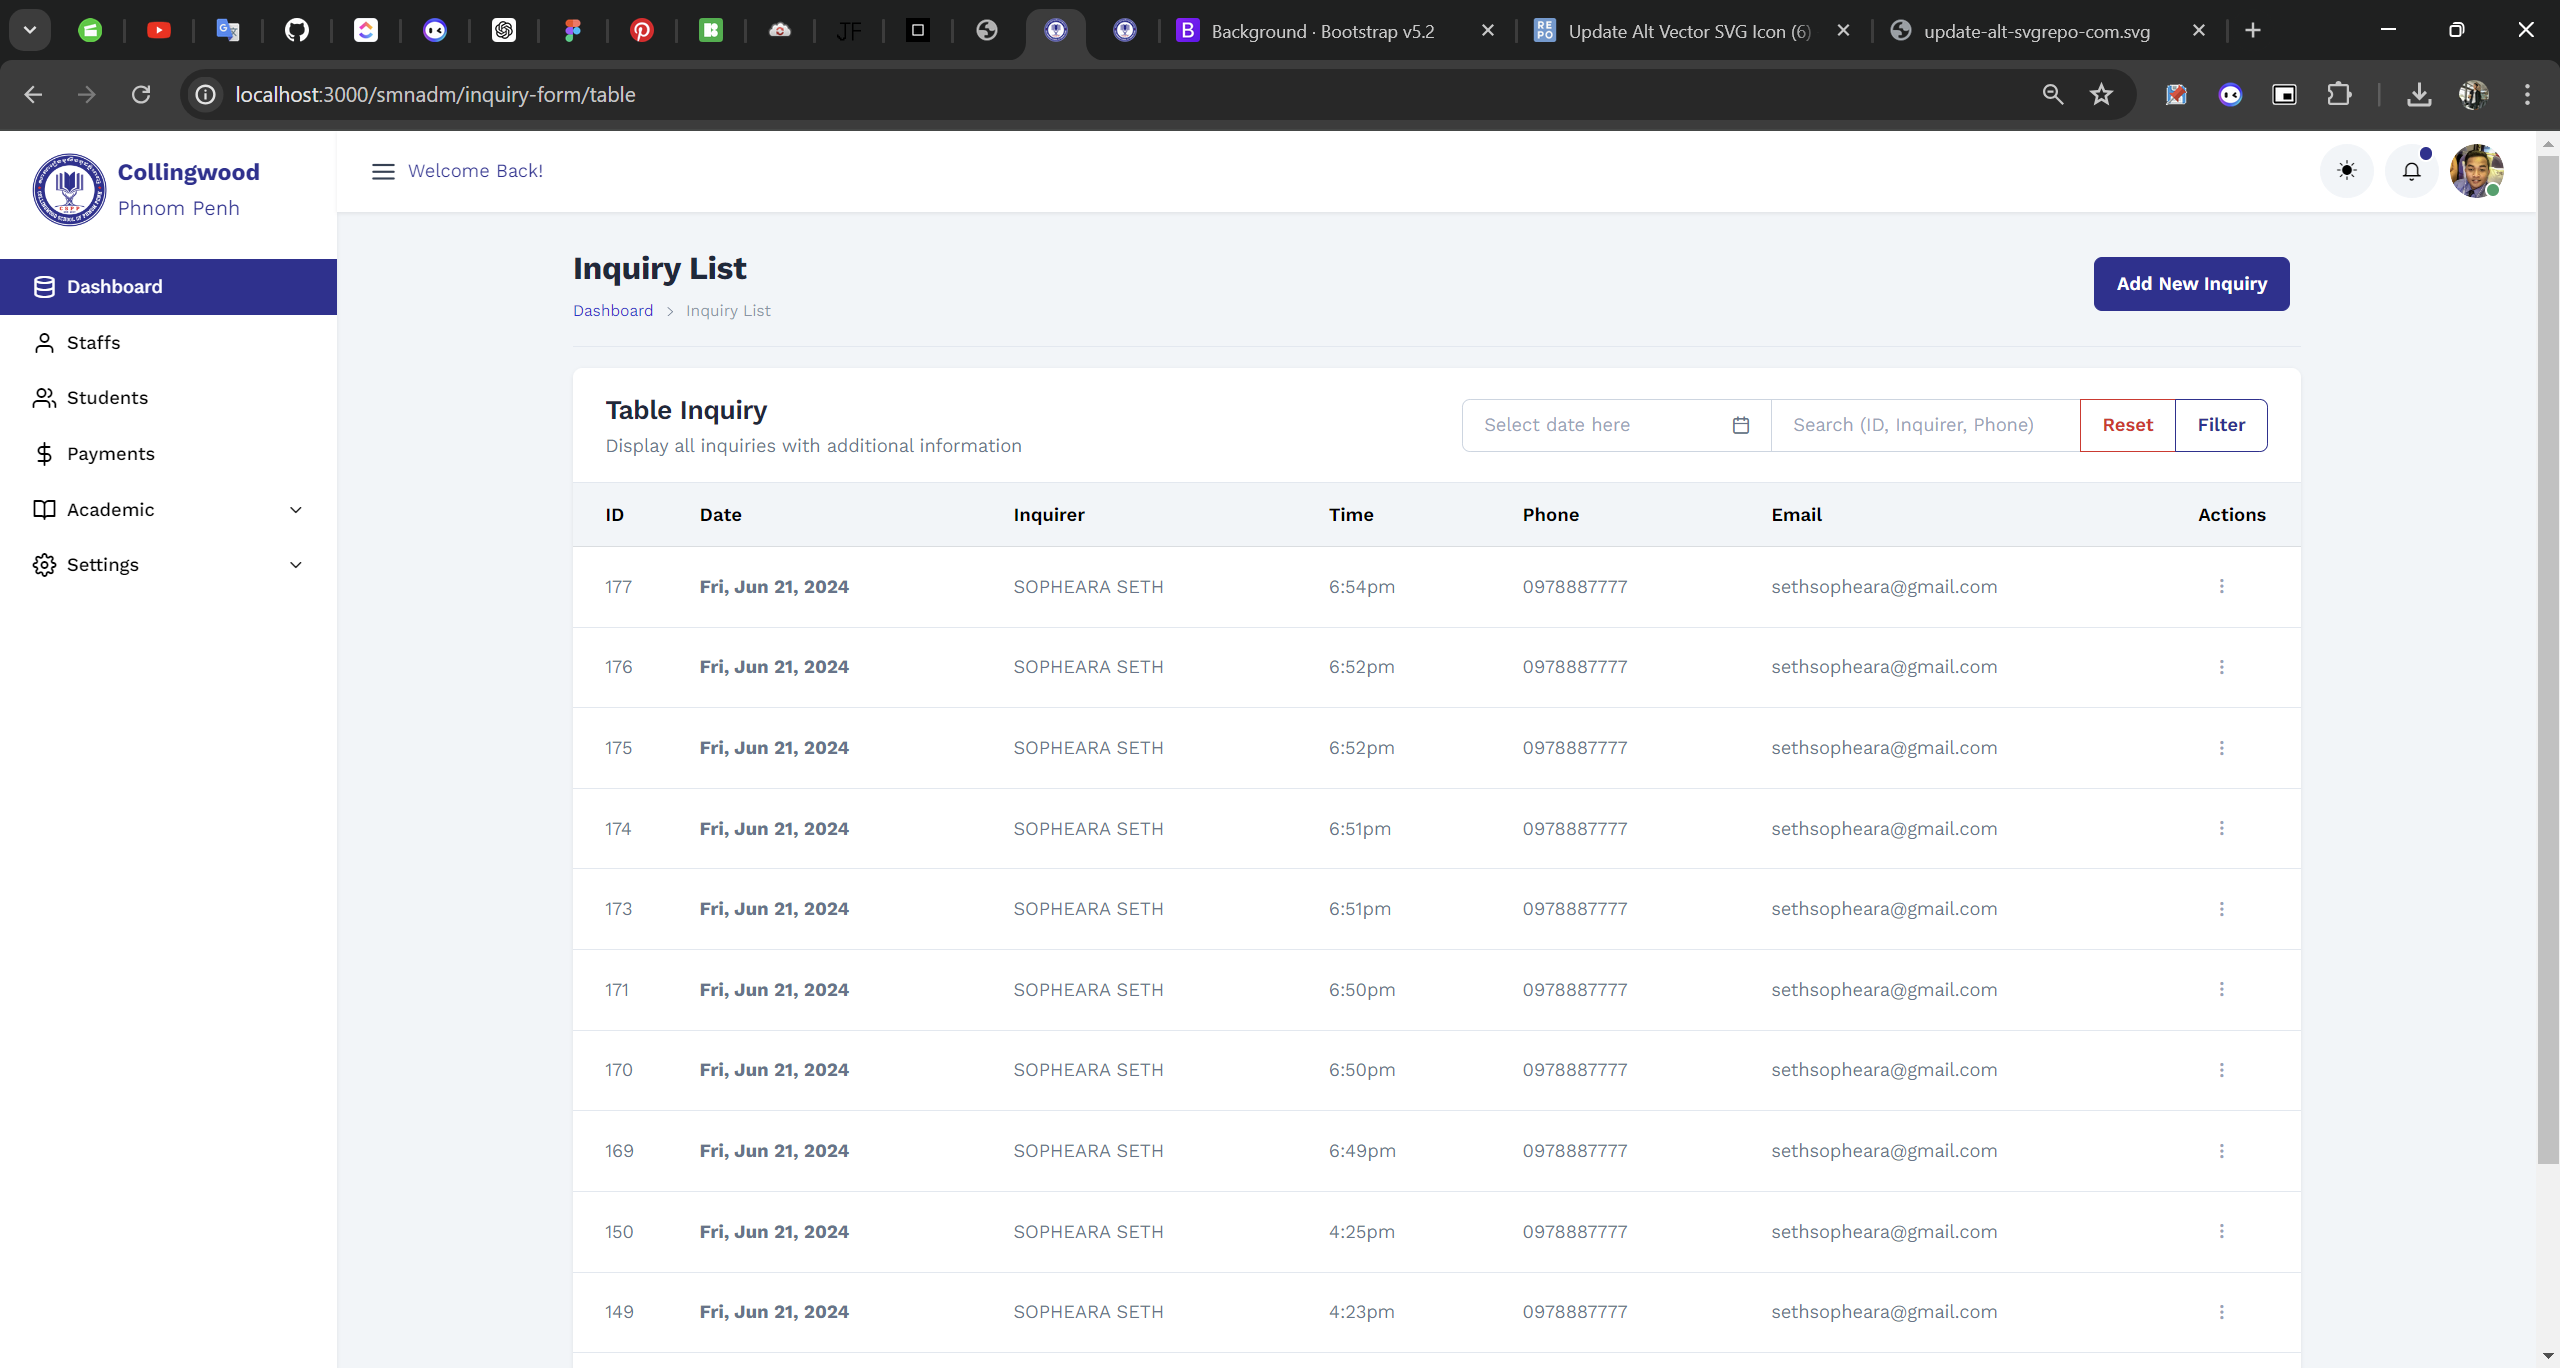 JF
Background · Bootstrap v5.2
Update Alt Vector SVG Icon (6)
update-alt-svgrepo-com.svg
localhost:3000/smnadm/inquiry-form/table
Collingwood
Phnom Penh
Welcome Back!
Dashboard
Staffs
Students
Payments
Academic
Settings
Inquiry List
Dashboard > Inquiry List
Add New Inquiry
Table Inquiry
Display all inquiries with additional information
Select date here Search (ID, Inquirer, Phone) Reset Filter
ID Date Inquirer Time Phone Email Actions
177 Fri, Jun 21, 2024 SOPHEARA SETH 6:54pm 0978887777 sethsopheara@gmail.com
176 Fri, Jun 21, 2024 SOPHEARA SETH 6:52pm 0978887777 sethsopheara@gmail.com
175 Fri, Jun 21, 2024 SOPHEARA SETH 6:52pm 0978887777 sethsopheara@gmail.com
174 Fri, Jun 21, 2024 SOPHEARA SETH 6:51pm 0978887777 sethsopheara@gmail.com
173 Fri, Jun 21, 2024 SOPHEARA SETH 6:51pm 0978887777 sethsopheara@gmail.com
171 Fri, Jun 21, 2024 SOPHEARA SETH 6:50pm 0978887777 sethsopheara@gmail.com
170 Fri, Jun 21, 2024 SOPHEARA SETH 6:50pm 0978887777 sethsopheara@gmail.com
169 Fri, Jun 21, 2024 SOPHEARA SETH 6:49pm 0978887777 sethsopheara@gmail.com
150 Fri, Jun 21, 2024 SOPHEARA SETH 4:25pm 0978887777 sethsopheara@gmail.com
149 Fri, Jun 21, 2024 SOPHEARA SETH 4:23pm 0978887777 sethsopheara@gmail.com